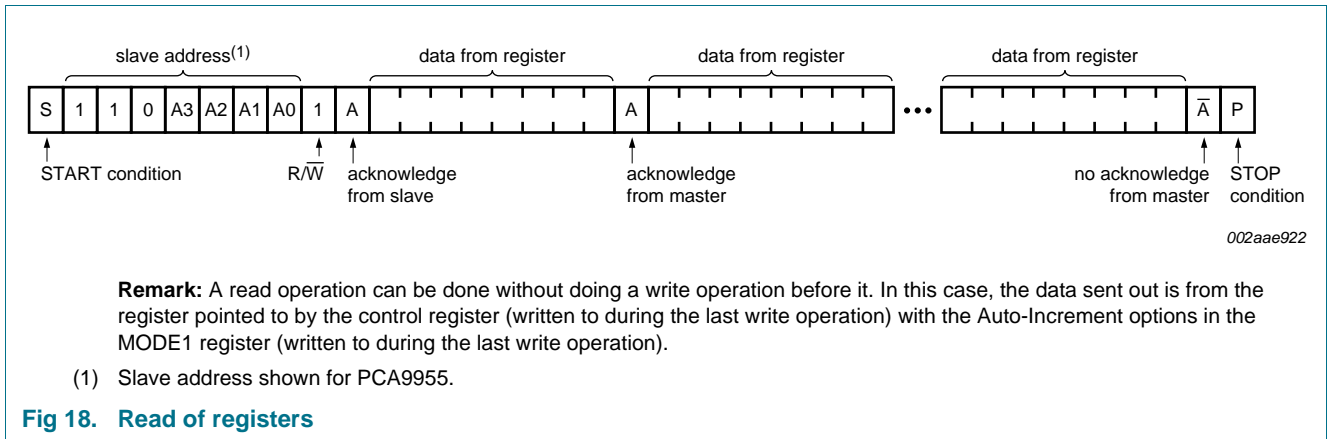 slave address(1) data from register data from register data from register
S 1 1 0 A3 A2 A1 A0 1 A A ••• A̅ P
START condition R/W̅ acknowledge from slave acknowledge from master no acknowledge from master STOP condition
002aae922
Remark: A read operation can be done without doing a write operation before it. In this case, the data sent out is from the
register pointed to by the control register (written to during the last write operation) with the Auto-Increment options in the
MODE1 register (written to during the last write operation).
(1) Slave address shown for PCA9955.
Fig 18. Read of registers